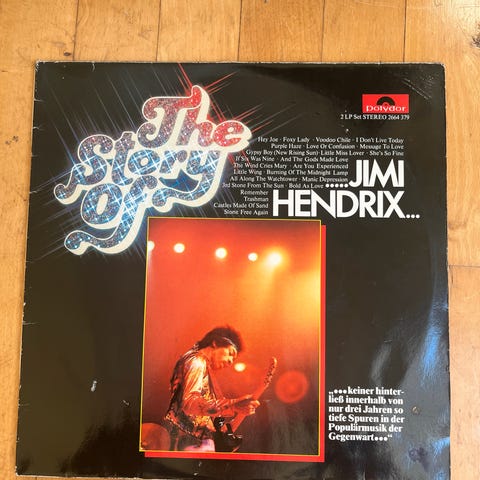 The
Story
Of
polydor
2 LP Set STEREO 2664 379
Hey Joe · Foxy Lady · Voodoo Chile · I Don't Live Today
Purple Haze · Love Or Confusion · Message To Love
Gypsy Boy (New Rising Sun) · Little Miss Lover · She's So Fine
If Six Was Nine · And The Gods Made Love
The Wind Cries Mary · Are You Experienced
Little Wing · Burning Of The Midnight Lamp
All Along The Watchtower · Manic Depression
3rd Stone From The Sun · Bold As Love
Remember
Trashman
Castles Made Of Sand
Stone Free Again
.....JIMI
HENDRIX...
„...keiner hinter-
ließ innerhalb von
nur drei Jahren so
tiefe Spuren in der
Populärmusik der
Gegenwart...“